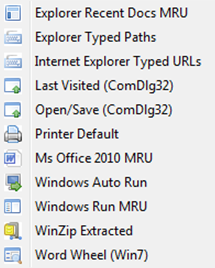 Explorer Recent Docs MRU
Explorer Typed Paths
Internet Explorer Typed URLs
Last Visited (ComDlg32)
Open/Save (ComDlg32)
Printer Default
Ms Office 2010 MRU
Windows Auto Run
Windows Run MRU
WinZip Extracted
Word Wheel (Win7)